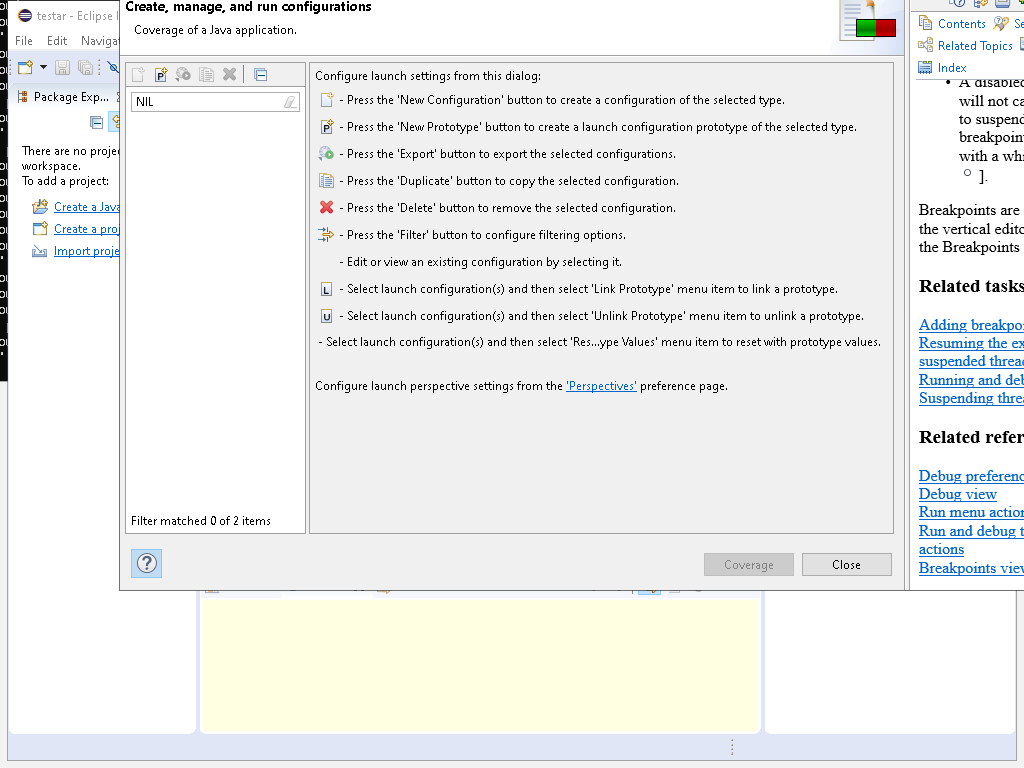 testar - Eclipse I
File Edit Naviga
Package Exp...
There are no proje
workspace.
To add a project:
Create a Java
Create a proj
Import proje
Create, manage, and run configurations
Coverage of a Java application.
NIL
Filter matched 0 of 2 items
Configure launch settings from this dialog:
- Press the 'New Configuration' button to create a configuration of the selected type.
- Press the 'New Prototype' button to create a launch configuration prototype of the selected type.
- Press the 'Export' button to export the selected configurations.
- Press the 'Duplicate' button to copy the selected configuration.
- Press the 'Delete' button to remove the selected configuration.
- Press the 'Filter' button to configure filtering options.
- Edit or view an existing configuration by selecting it.
L - Select launch configuration(s) and then select 'Link Prototype' menu item to link a prototype.
U - Select launch configuration(s) and then select 'Unlink Prototype' menu item to unlink a prototype.
- Select launch configuration(s) and then select 'Res...ype Values' menu item to reset with prototype values.
Configure launch perspective settings from the 'Perspectives' preference page.
Coverage Close
Contents Se
Related Topics
Index
• A disabled
will not ca
to suspend
breakpoin
with a whi
○ ].
Breakpoints are
the vertical edito
the Breakpoints
Related tasks
Adding breakpoi
Resuming the ex
suspended threa
Running and deb
Suspending threa
Related refer
Debug preferenc
Debug view
Run menu action
Run and debug t
actions
Breakpoints view